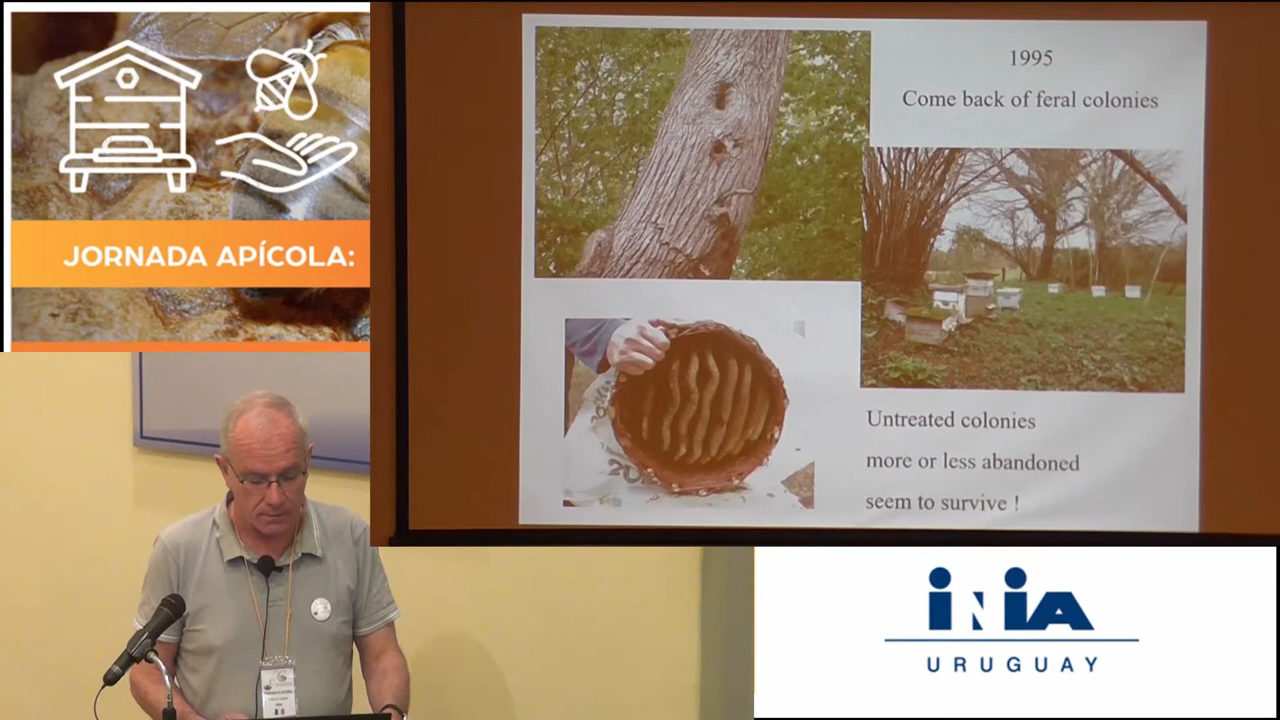 JORNADA APÍCOLA:
1995
Come back of feral colonies
Untreated colonies
more or less abandoned
seem to survive !
INIA
URUGUAY